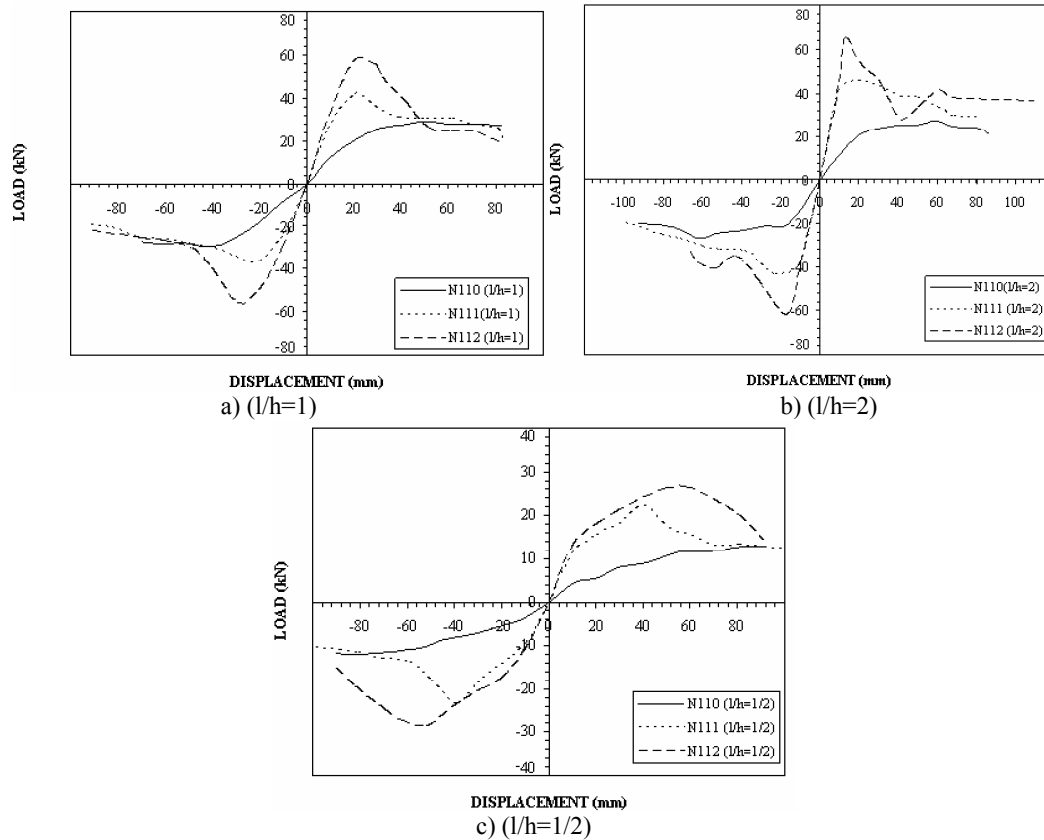 80
60
40
20
0
-80 -60 -40 -20 0 20 40 60 80
-20
-40
-60
-80
LOAD (kN)
N110 (l/h=1)
N111(l/h=1)
N112 (l/h=1)
DISPLACEMENT (mm)
a) (l/h=1)
80
60
40
20
0
-100 -80 -60 -40 -20 0 20 40 60 80 100
-20
-40
-60
-80
LOAD (kN)
N110(l/h=2)
N111 (l/h=2)
N112 (l/h=2)
DISPLACEMENT (mm)
b) (l/h=2)
40
30
20
10
0
-80 -60 -40 -20 0 20 40 60 80
-10
-20
-30
-40
LOAD (kN)
N110 (l/h=1/2)
N111 (l/h=1/2)
N112 (l/h=1/2)
DISPLACEMENT (mm)
c) (l/h=1/2)